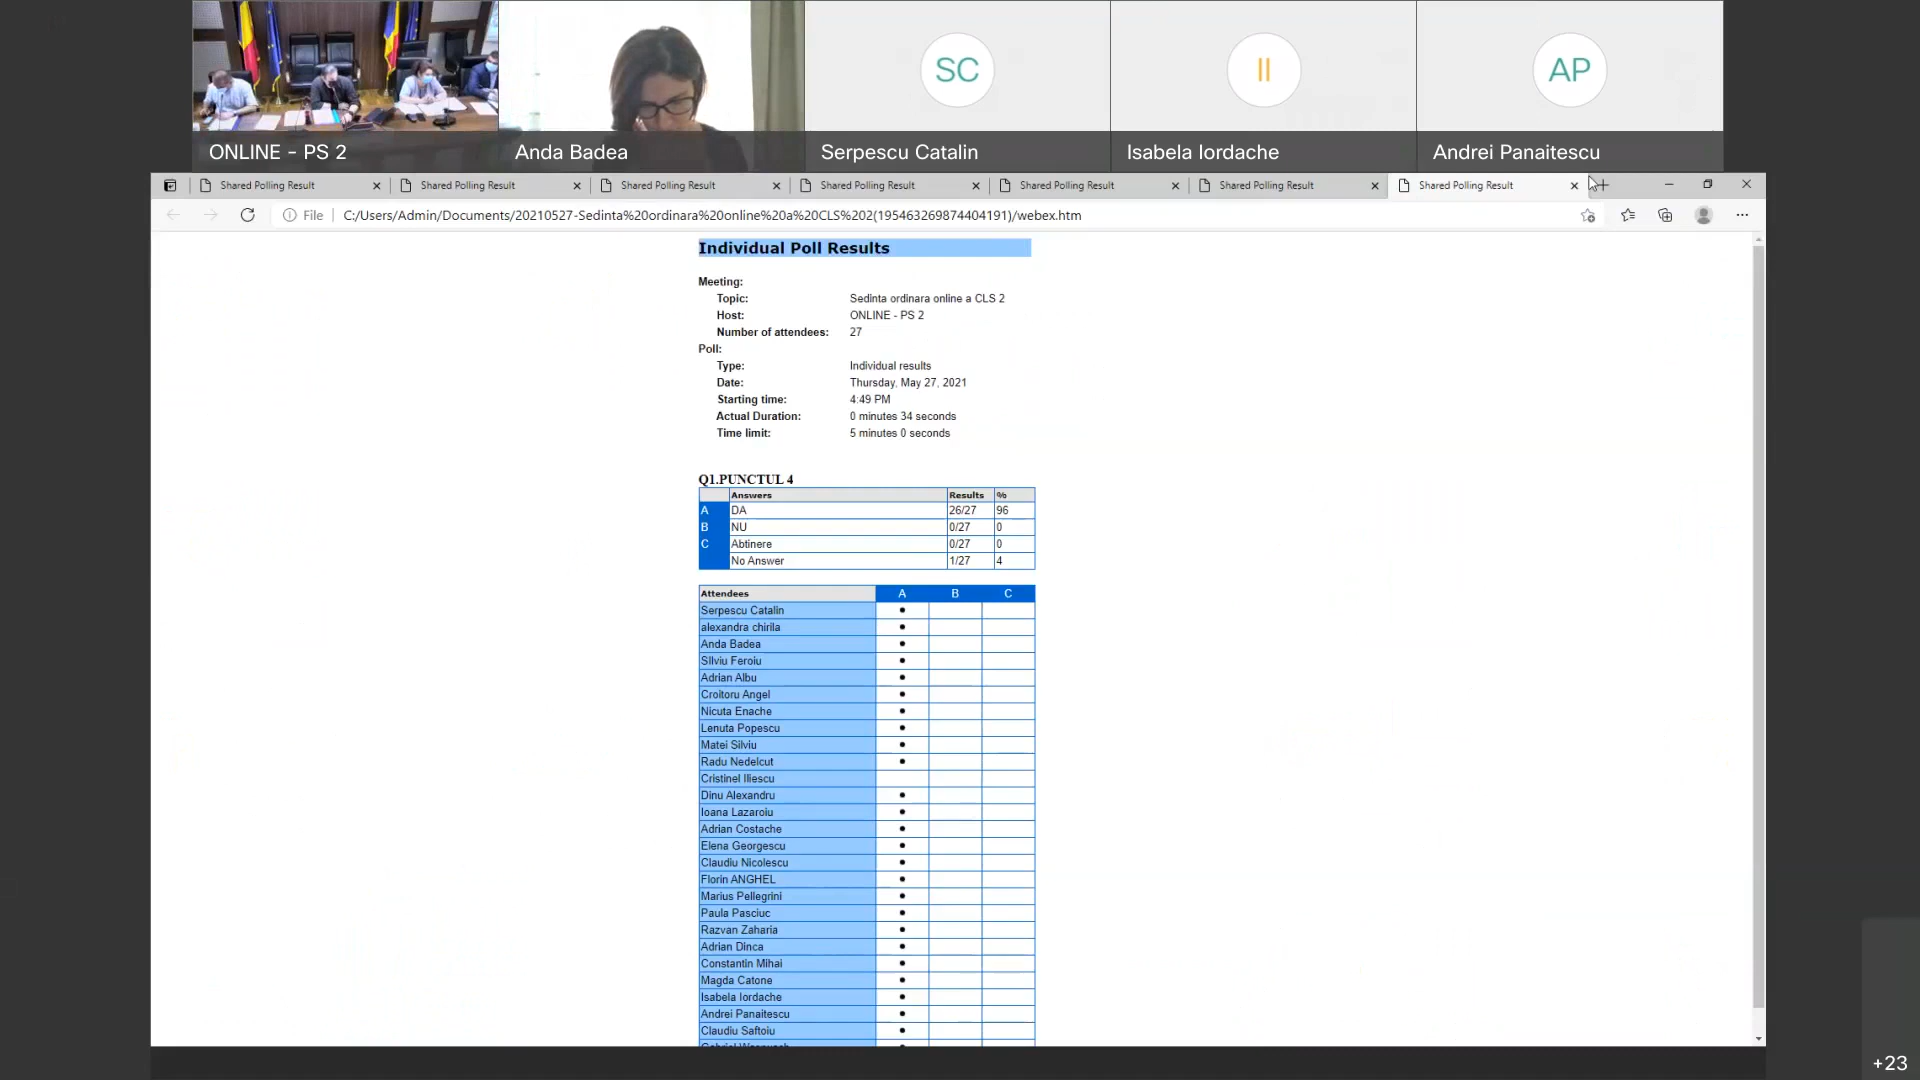 SC
II
AP
ONLINE - PS 2
Anda Badea
Serpescu Catalin
Isabela Iordache
Andrei Panaitescu
Shared Polling Result
Shared Polling Result
Shared Polling Result
Shared Polling Result
Shared Polling Result
Shared Polling Result
Shared Polling Result
File
C:/Users/Admin/Documents/20210527-Sedinta%20ordinara%20online%20a%20CLS%202(195463269874404191)/webex.htm
Individual Poll Results
Meeting:
Topic: Sedinta ordinara online a CLS 2
Host: ONLINE - PS 2
Number of attendees: 27
Poll:
Type: Individual results
Date: Thursday, May 27, 2021
Starting time: 4:49 PM
Actual Duration: 0 minutes 34 seconds
Time limit: 5 minutes 0 seconds
Q1.PUNCTUL 4
Answers Results %
A DA 26/27 96
B NU 0/27 0
C Abtinere 0/27 0
No Answer 1/27 4
Attendees A B C
Serpescu Catalin
alexandra chirila
Anda Badea
SIlviu Feroiu
Adrian Albu
Croitoru Angel
Nicuta Enache
Lenuta Popescu
Matei Silviu
Radu Nedelcut
Cristinel Iliescu
Dinu Alexandru
Ioana Lazaroiu
Adrian Costache
Elena Georgescu
Claudiu Nicolescu
Florin ANGHEL
Marius Pellegrini
Paula Pasciuc
Razvan Zaharia
Adrian Dinca
Constantin Mihai
Magda Catone
Isabela Iordache
Andrei Panaitescu
Claudiu Saftoiu
+23